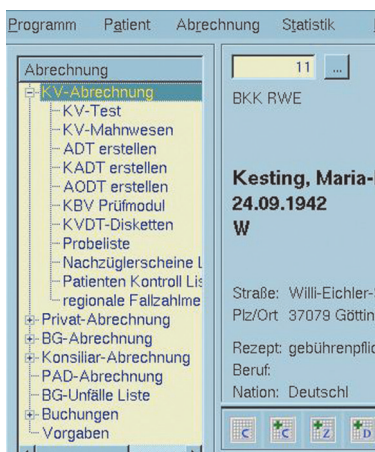 Programm Patient Abrechnung Statistik
Abrechnung
KV-Abrechnung
KV-Test
KV-Mahnwesen
ADT erstellen
KADT erstellen
AODT erstellen
KBV Prüfmodul
KVDT-Disketten
Probeliste
Nachzüglerscheine L
Patienten Kontroll Lis
regionale Fallzahlme
Privat-Abrechnung
BG-Abrechnung
Konsiliar-Abrechnung
PAD-Abrechnung
BG-Unfälle Liste
Buchungen
Vorgaben
11 ...
BKK RWE
Kesting, Maria-
24.09.1942
W
Straße: Willi-Eichler-
Plz/Ort 37079 Göttin
Rezept: gebührenpflic
Beruf:
Nation: Deutschl
C C Z D